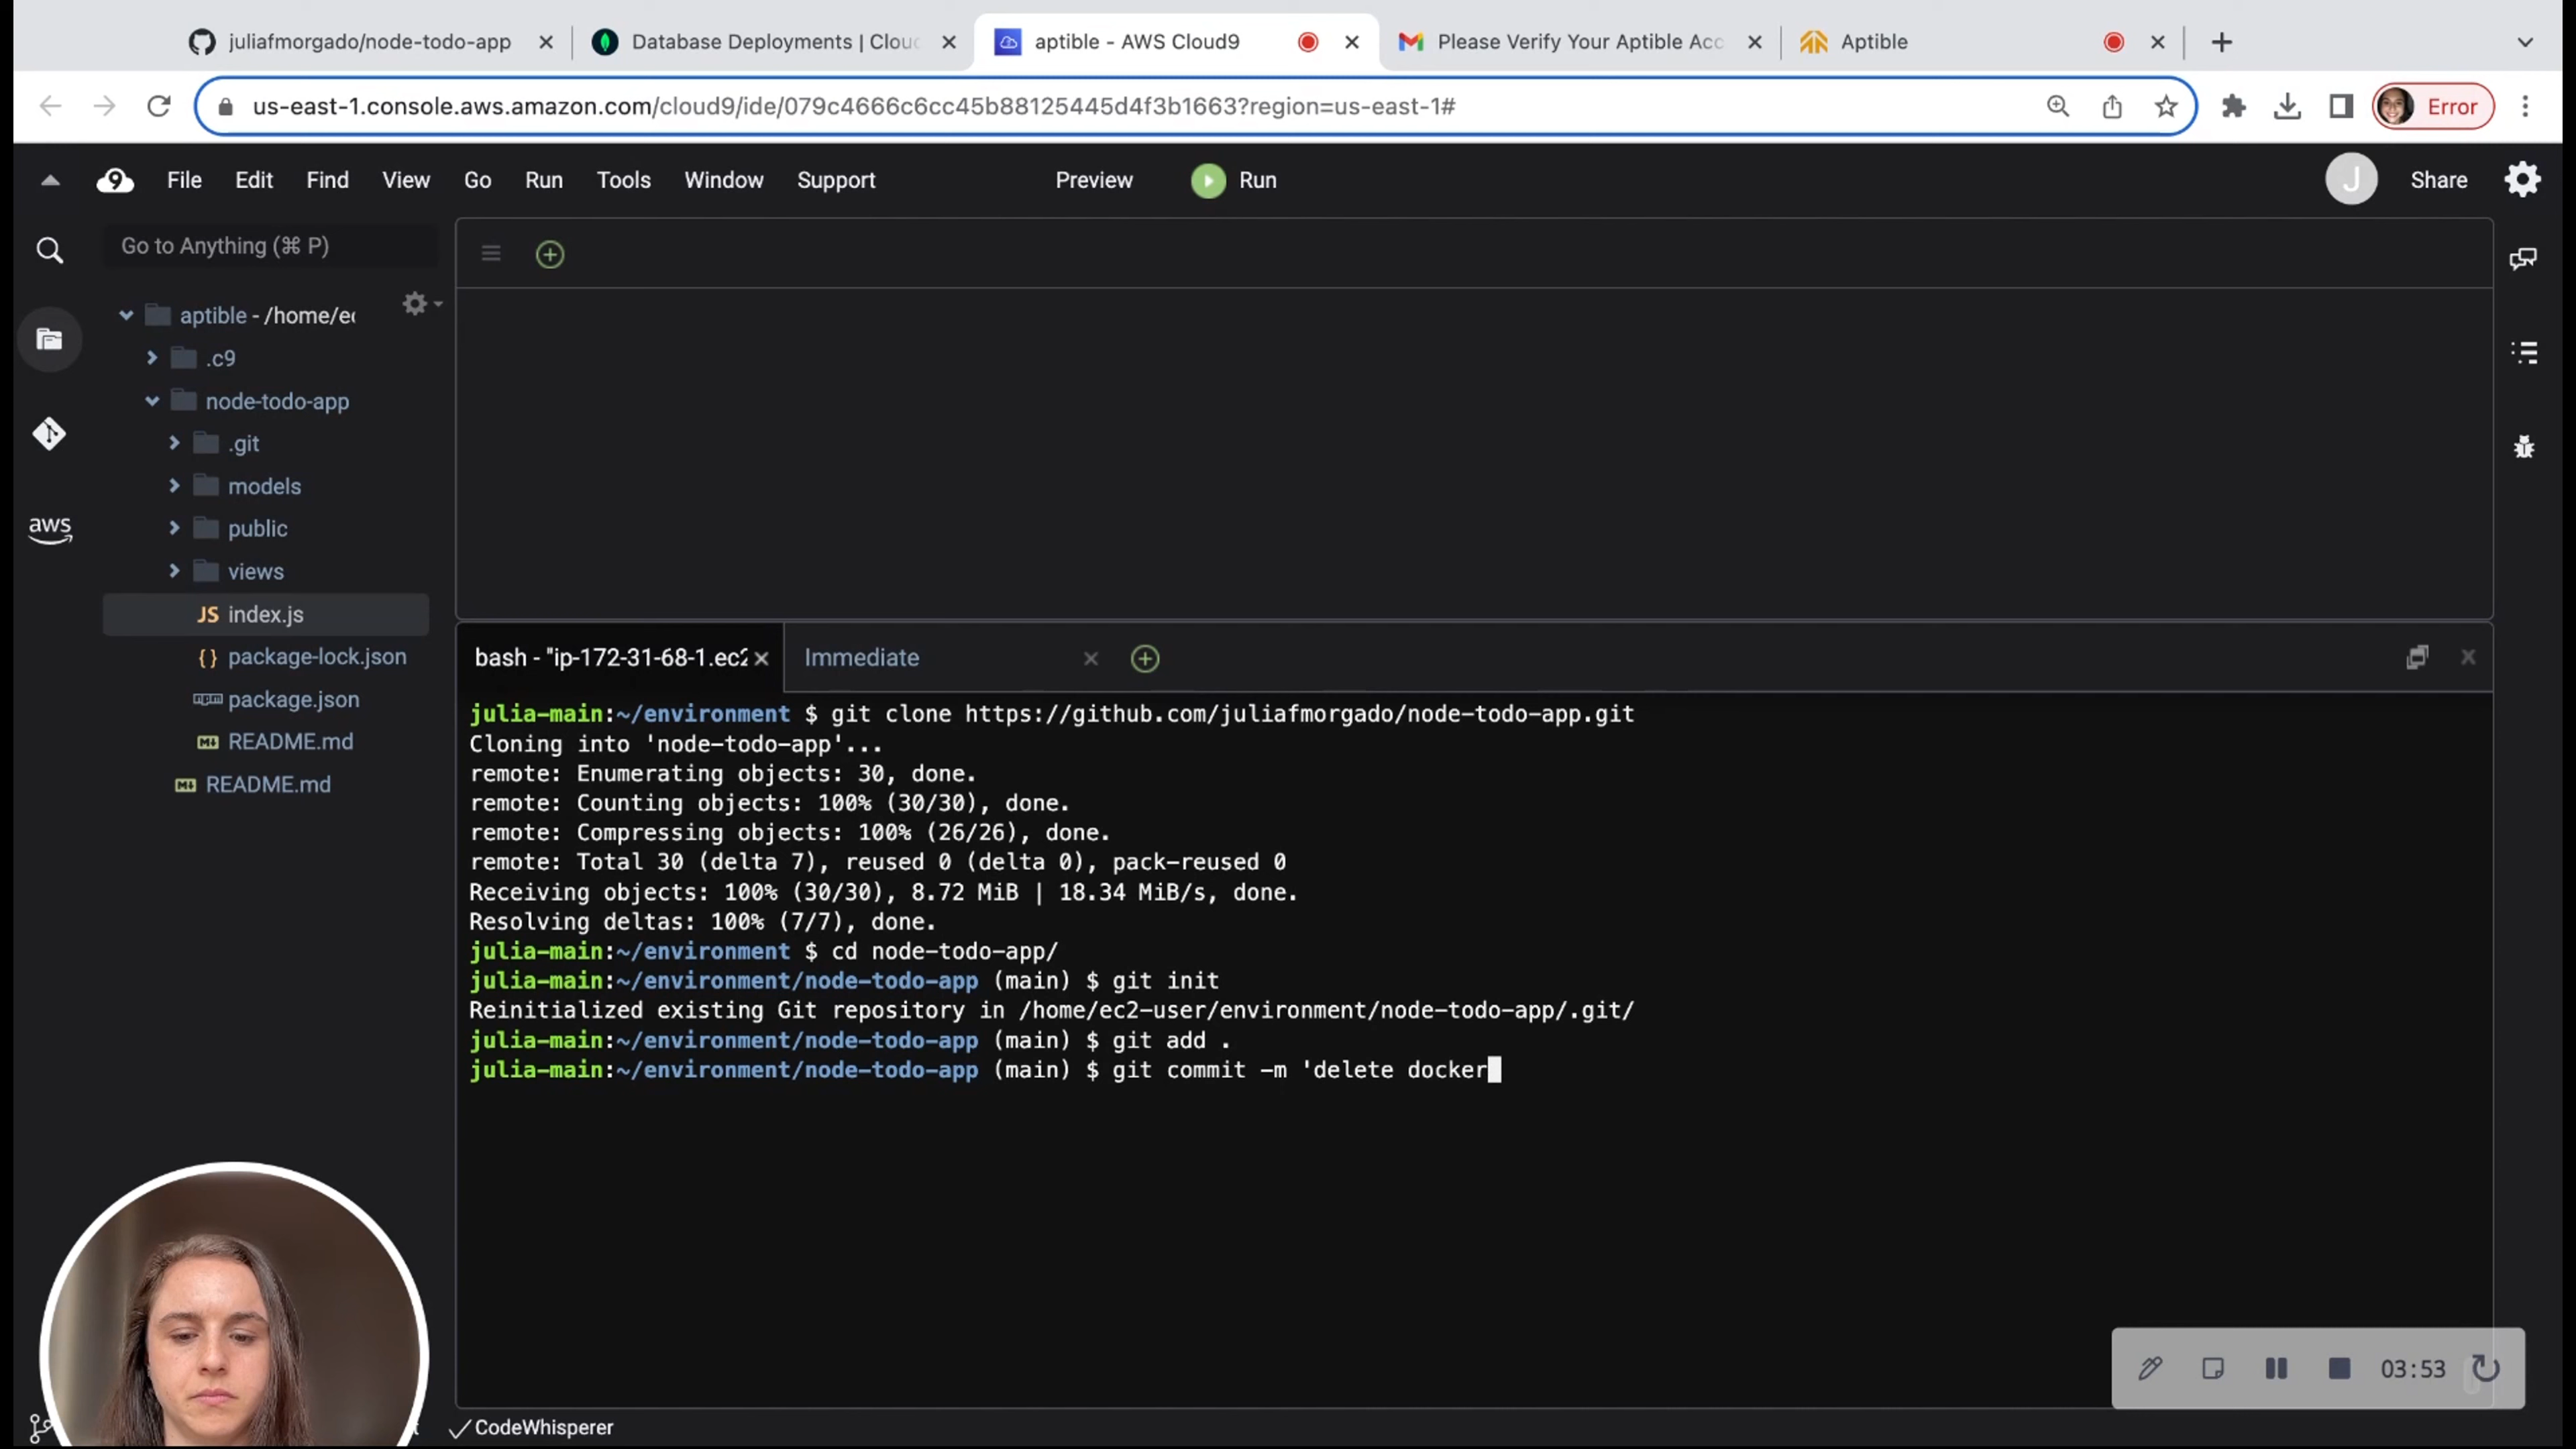 juliafmorgado/node-todo-app
Database Deployments | Clou
aptible - AWS Cloud9
Please Verify Your Aptible Acc
Aptible
us-east-1.console.aws.amazon.com/cloud9/ide/079c4666c6cc45b88125445d4f3b1663?region=us-east-1#
Error
9 File Edit Find View Go Run Tools Window Support Preview Run J Share
Go to Anything (⌘ P)
aptible - /home/ec
.c9
node-todo-app
.git
models
public
views
JS index.js
{ } package-lock.json
npm package.json
M README.md
M README.md
aws
bash - "ip-172-31-68-1.ec2
Immediate
julia-main:~/environment $ git clone https://github.com/juliafmorgado/node-todo-app.git
Cloning into 'node-todo-app'...
remote: Enumerating objects: 30, done.
remote: Counting objects: 100% (30/30), done.
remote: Compressing objects: 100% (26/26), done.
remote: Total 30 (delta 7), reused 0 (delta 0), pack-reused 0
Receiving objects: 100% (30/30), 8.72 MiB | 18.34 MiB/s, done.
Resolving deltas: 100% (7/7), done.
julia-main:~/environment $ cd node-todo-app/
julia-main:~/environment/node-todo-app (main) $ git init
Reinitialized existing Git repository in /home/ec2-user/environment/node-todo-app/.git/
julia-main:~/environment/node-todo-app (main) $ git add .
julia-main:~/environment/node-todo-app (main) $ git commit -m 'delete docker
03:53
CodeWhisperer